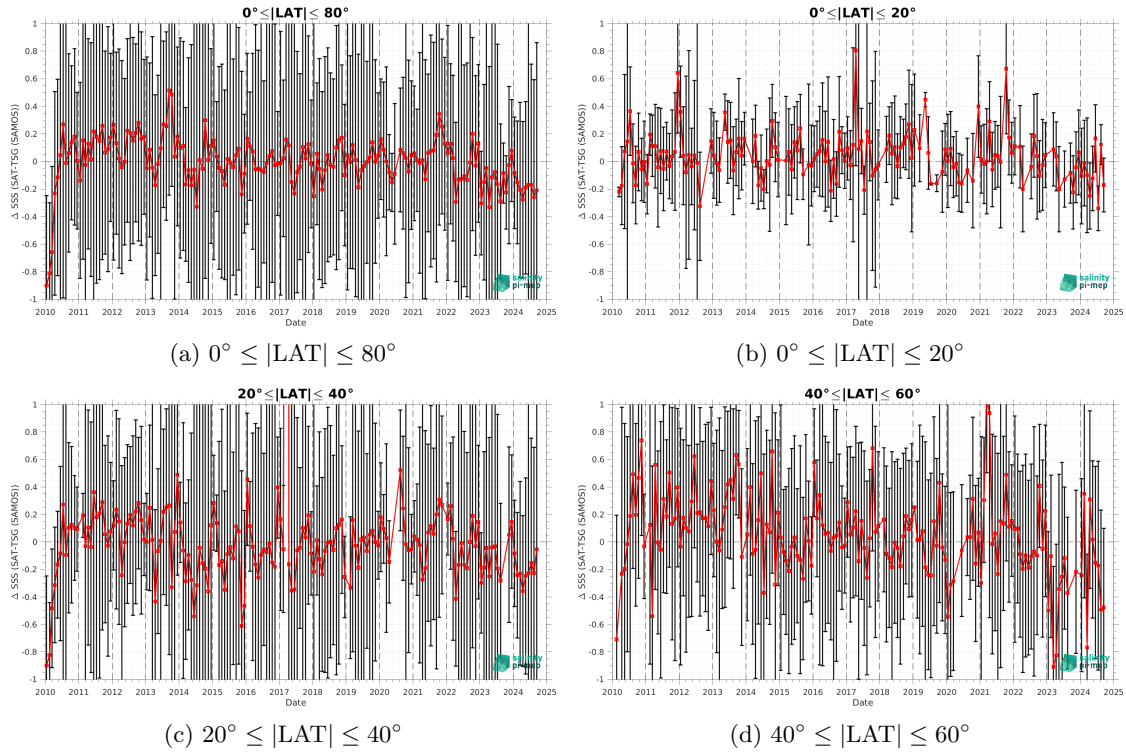 0°≤|LAT|≤ 80°
Δ SSS (SAT-TSG (SAMOS))
1
0.8
0.6
0.4
0.2
0
-0.2
-0.4
-0.6
-0.8
-1
2010 2011 2012 2013 2014 2015 2016 2017 2018 2019 2020 2021 2022 2023 2024 2025
Date
salinity
pi-mep
(a) 0° ≤ |LAT| ≤ 80°
0°≤|LAT|≤ 20°
Δ SSS (SAT-TSG (SAMOS))
1
0.8
0.6
0.4
0.2
0
-0.2
-0.4
-0.6
-0.8
-1
2010 2011 2012 2013 2014 2015 2016 2017 2018 2019 2020 2021 2022 2023 2024 2025
Date
salinity
pi-mep
(b) 0° ≤ |LAT| ≤ 20°
20°≤|LAT|≤ 40°
Δ SSS (SAT-TSG (SAMOS))
1
0.8
0.6
0.4
0.2
0
-0.2
-0.4
-0.6
-0.8
-1
2010 2011 2012 2013 2014 2015 2016 2017 2018 2019 2020 2021 2022 2023 2024 2025
Date
salinity
pi-mep
(c) 20° ≤ |LAT| ≤ 40°
40°≤|LAT|≤ 60°
Δ SSS (SAT-TSG (SAMOS))
1
0.8
0.6
0.4
0.2
0
-0.2
-0.4
-0.6
-0.8
-1
2010 2011 2012 2013 2014 2015 2016 2017 2018 2019 2020 2021 2022 2023 2024 2025
Date
salinity
pi-mep
(d) 40° ≤ |LAT| ≤ 60°